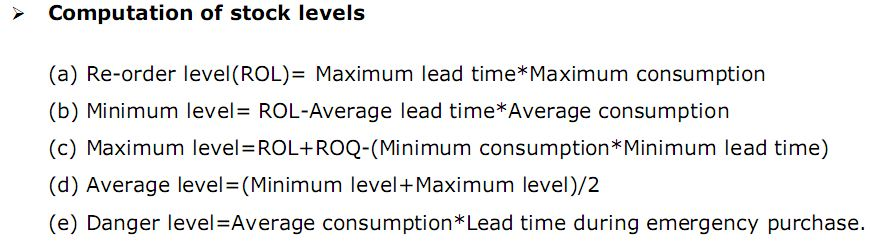 ➢ Computation of stock levels
(a) Re-order level(ROL)= Maximum lead time*Maximum consumption
(b) Minimum level= ROL-Average lead time*Average consumption
(c) Maximum level=ROL+ROQ-(Minimum consumption*Minimum lead time)
(d) Average level=(Minimum level+Maximum level)/2
(e) Danger level=Average consumption*Lead time during emergency purchase.